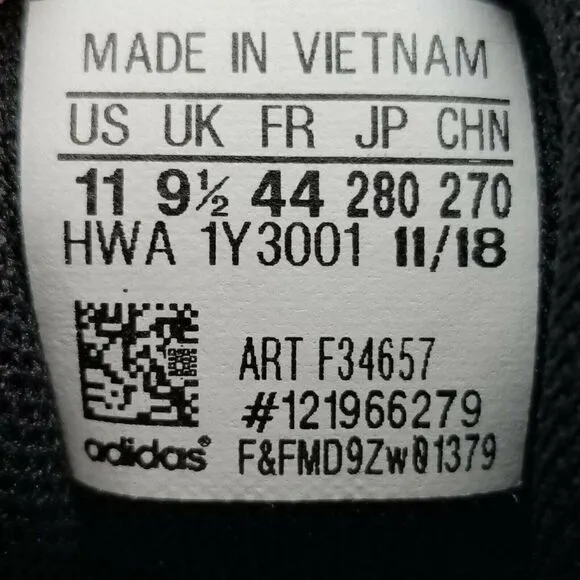 MADE IN VIETNAM
US UK FR JP CHN
11 9½ 44 280 270
HWA 1Y3001 11/18
ART F34657
#121966279
adidas® F&FMD9Zw01379